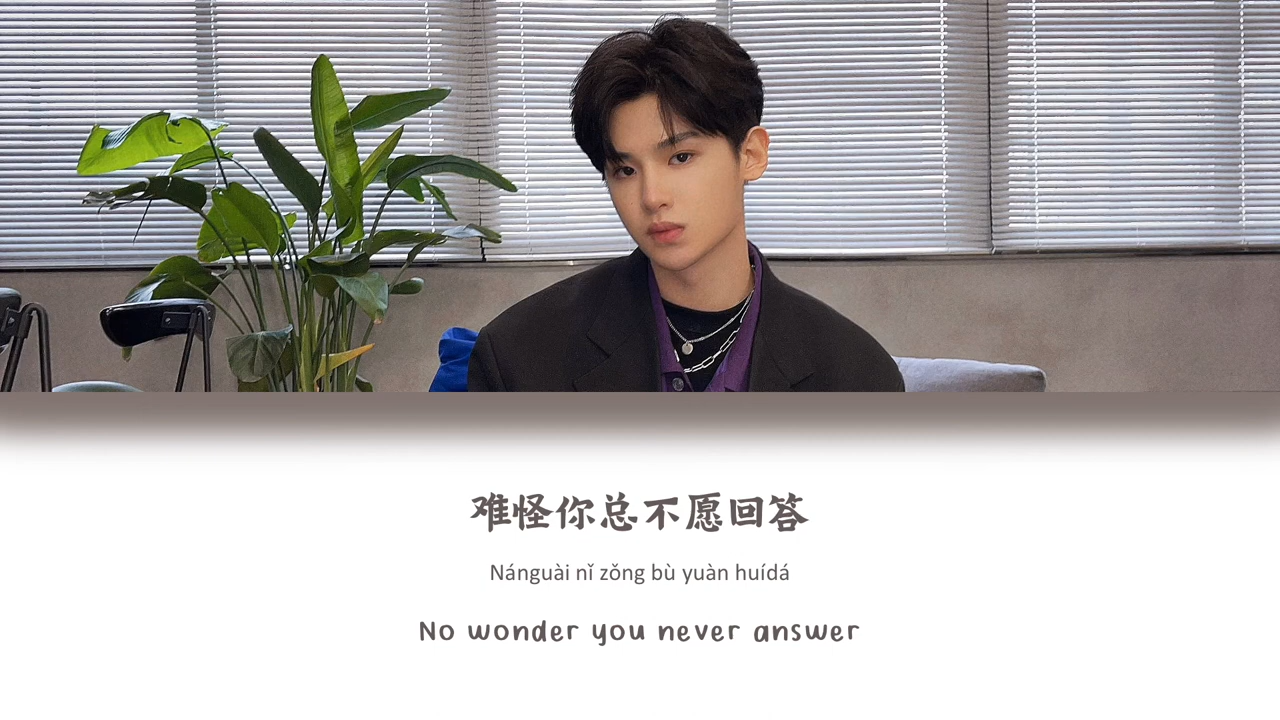 难怪你总不愿回答
Nánguài nǐ zǒng bù yuàn huídá
No wonder you never answer